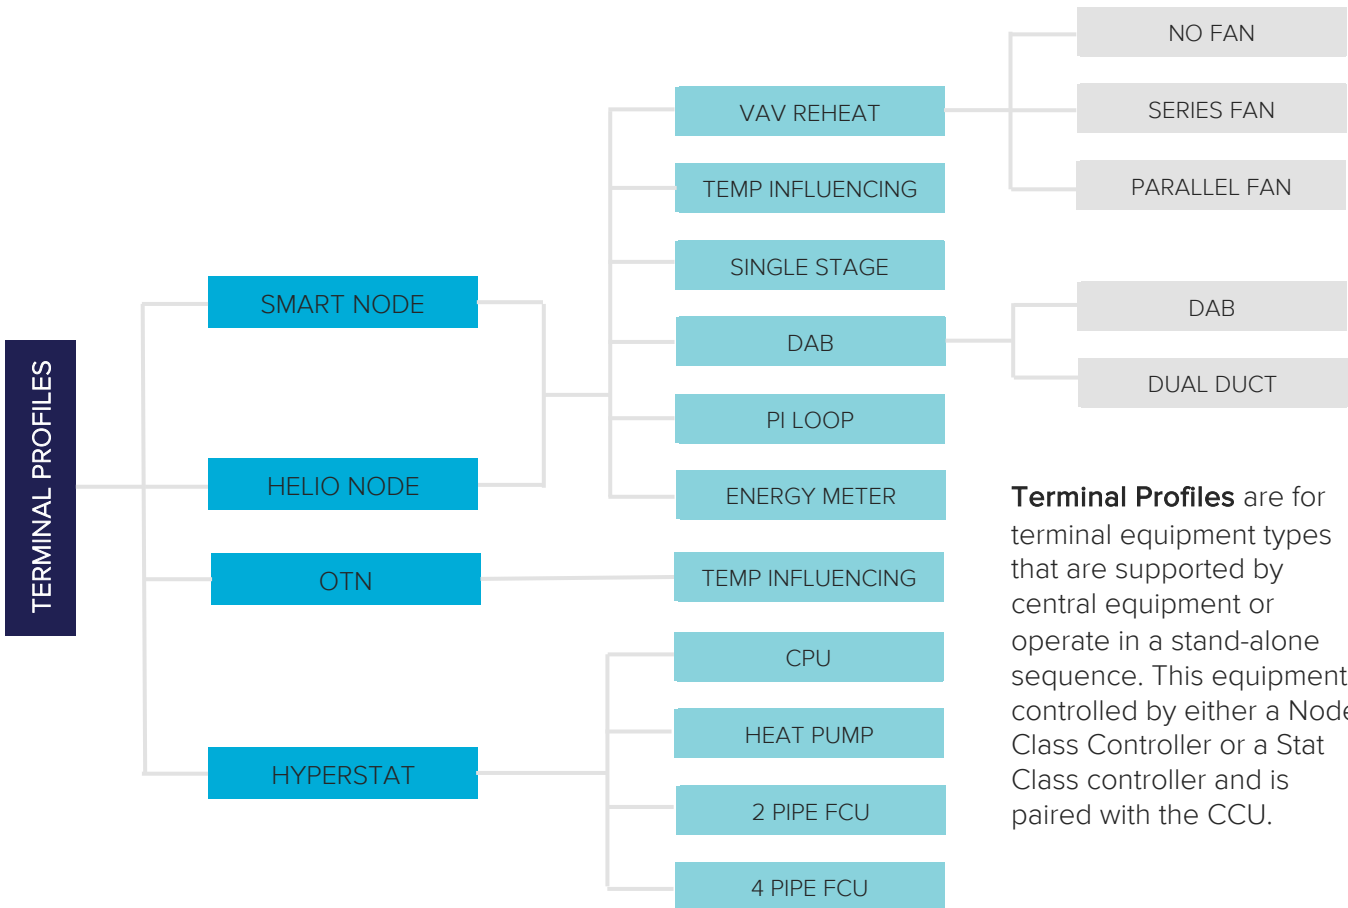 TERMINAL PROFILES
SMART NODE
HELIO NODE
OTN
HYPERSTAT
VAV REHEAT
TEMP INFLUENCING
SINGLE STAGE
DAB
PI LOOP
ENERGY METER
TEMP INFLUENCING
CPU
HEAT PUMP
2 PIPE FCU
4 PIPE FCU
NO FAN
SERIES FAN
PARALLEL FAN
DAB
DUAL DUCT
Terminal Profiles are for
terminal equipment types
that are supported by
central equipment or
operate in a stand-alone
sequence. This equipment
controlled by either a Node
Class Controller or a Stat
Class controller and is
paired with the CCU.